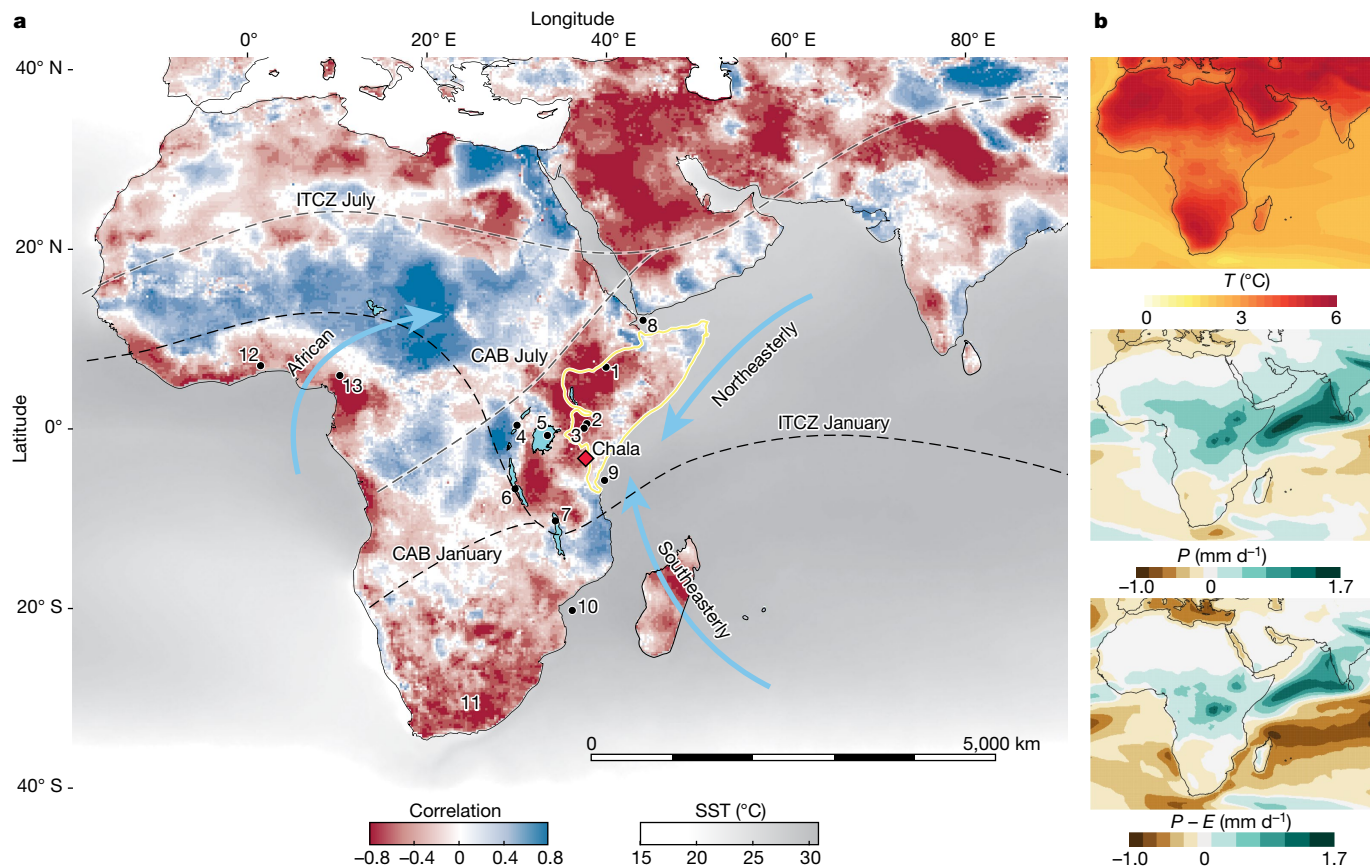 a
Longitude
b
0°
20° E
40° E
60° E
80° E
40° N
20° N
0°
20° S
40° S
Latitude
ITCZ July
CAB July
African
Northeasterly
ITCZ January
CAB January
Southeasterly
Chala
1
2
3
4
5
6
7
8
9
10
11
12
13
0
5,000 km
Correlation
−0.8 −0.4 0 0.4 0.8
SST (°C)
15 20 25 30
T (°C)
0 3 6
P (mm d⁻¹)
−1.0 0 1.7
P − E (mm d⁻¹)
−1.0 0 1.7